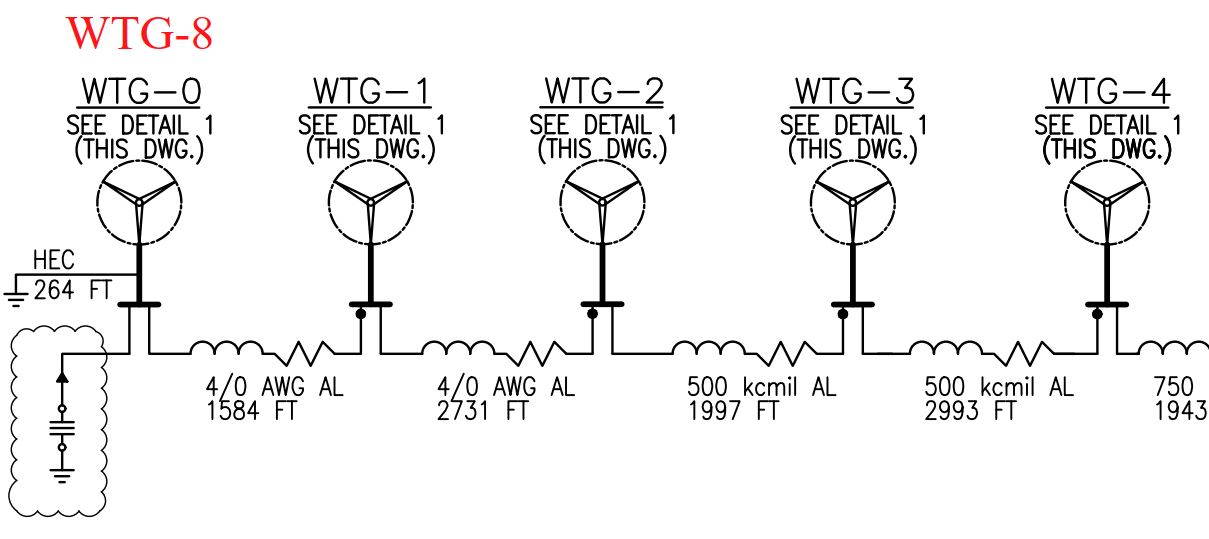 WTG-8
WTG-0
SEE DETAIL 1
(THIS DWG.)
WTG-1
SEE DETAIL 1
(THIS DWG.)
WTG-2
SEE DETAIL 1
(THIS DWG.)
WTG-3
SEE DETAIL 1
(THIS DWG.)
WTG-4
SEE DETAIL 1
(THIS DWG.)
HEC
264 FT
4/0 AWG AL
1584 FT
4/0 AWG AL
2731 FT
500 kcmil AL
1997 FT
500 kcmil AL
2993 FT
750
1943